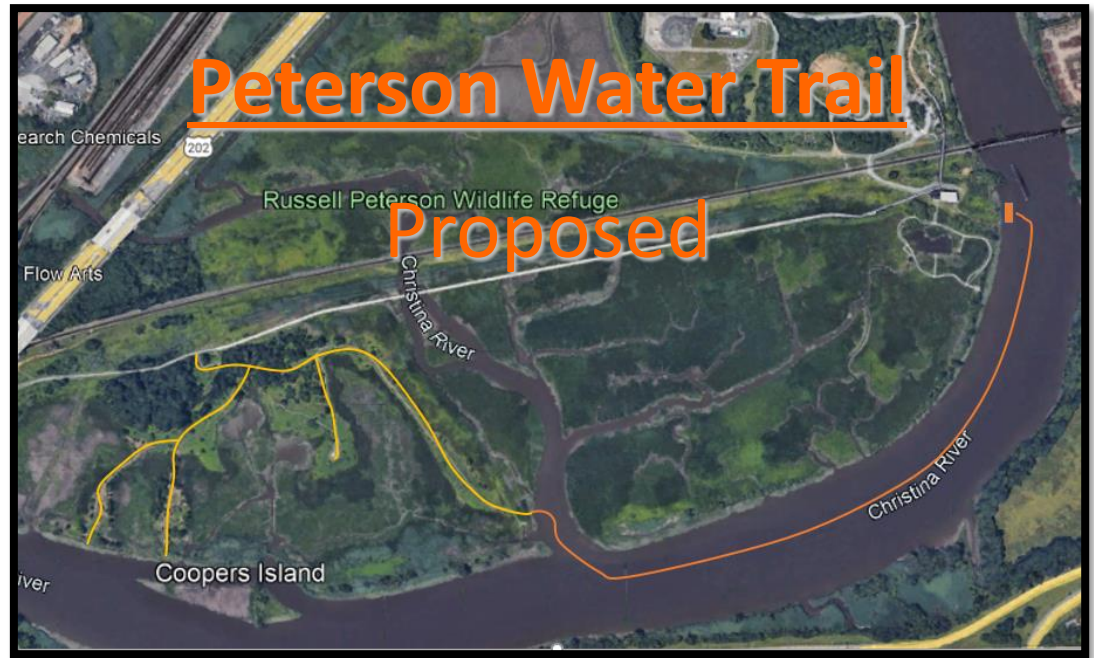 Peterson Water Trail
earch Chemicals
202
Russell Peterson Wildlife Refuge
Proposed
Flow Arts
Christina River
Christina River
Coopers Island
iver